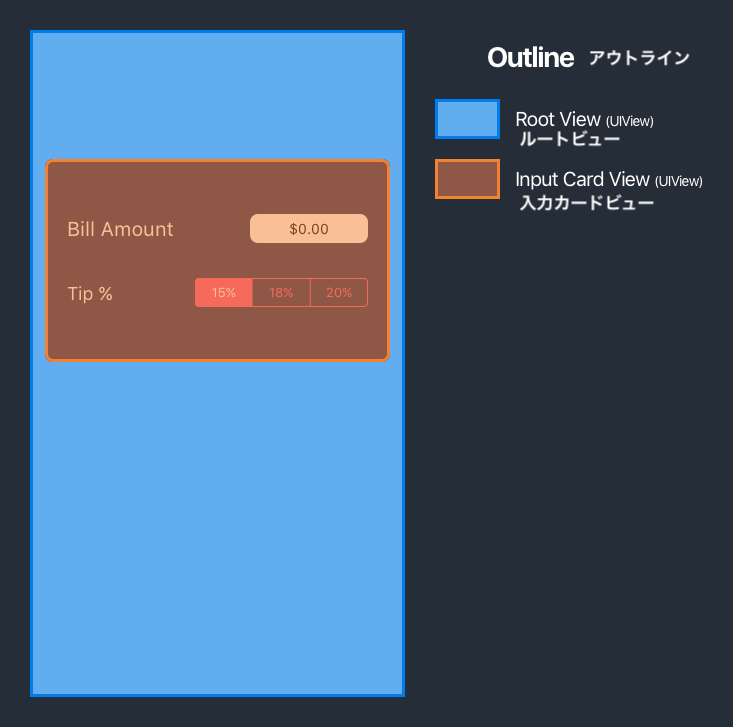 Outline アウトライン
Root View (UIView)
ルートビュー
Input Card View (UIView)
入力カードビュー
Bill Amount $0.00
Tip % 15% 18% 20%